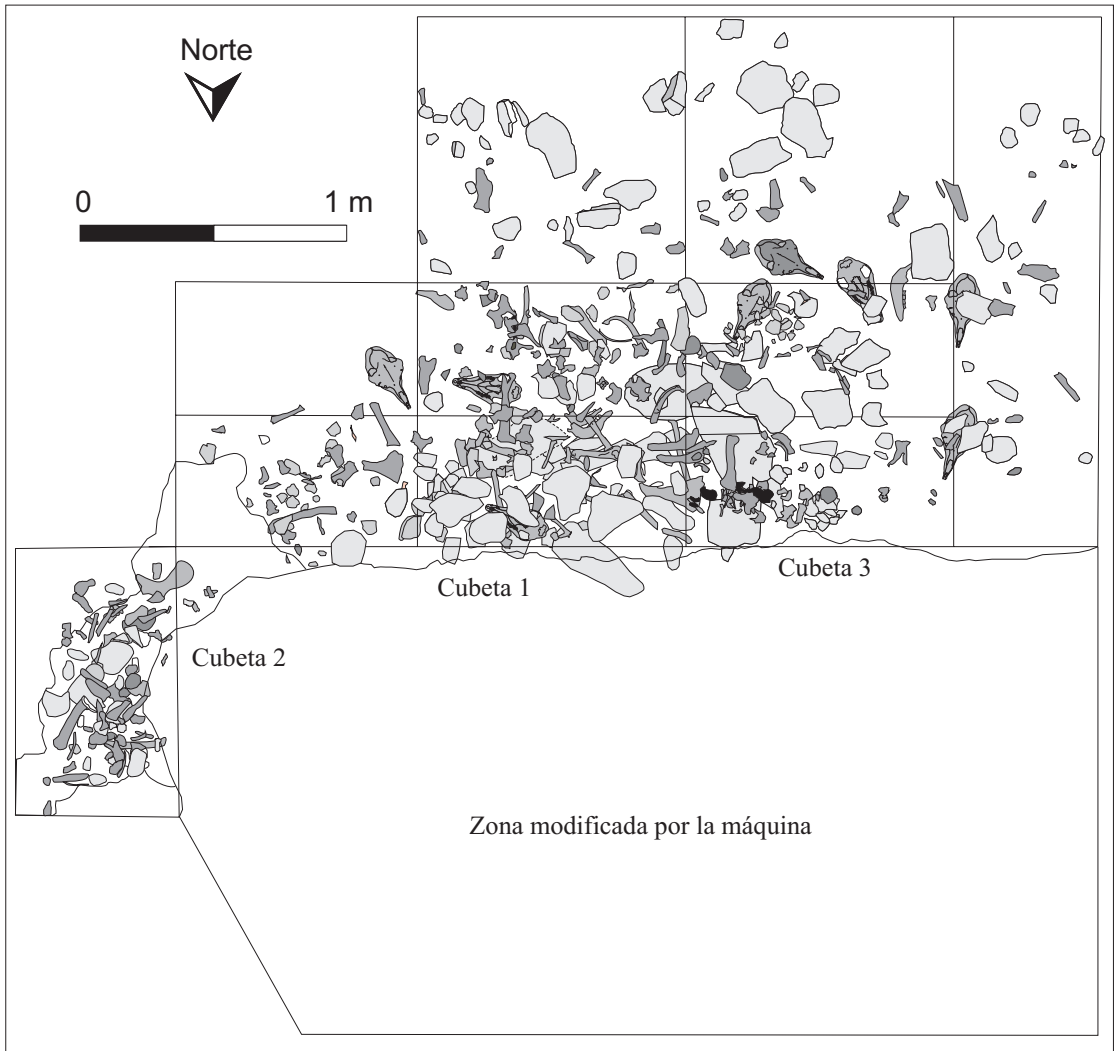 Norte
0 1 m
Cubeta 1
Cubeta 3
Cubeta 2
Zona modificada por la máquina